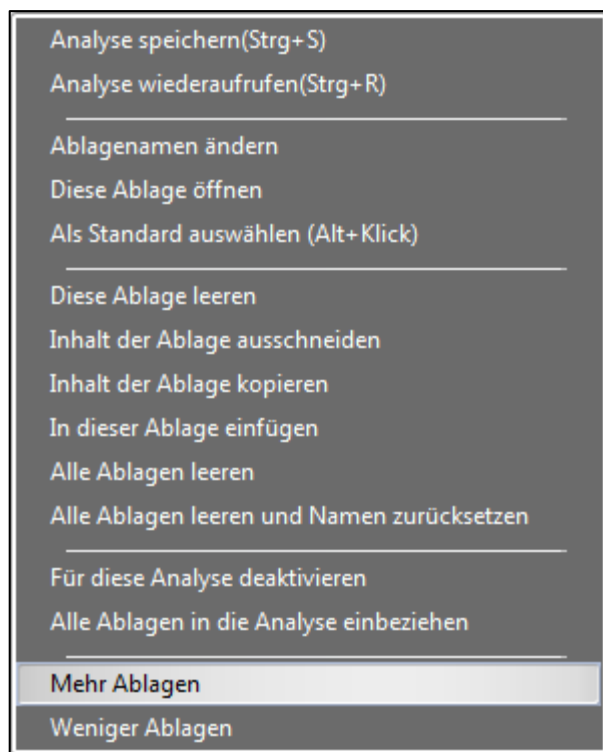 Analyse speichern(Strg+S)
Analyse wiederaufrufen(Strg+R)
Ablagenamen ändern
Diese Ablage öffnen
Als Standard auswählen (Alt+Klick)
Diese Ablage leeren
Inhalt der Ablage ausschneiden
Inhalt der Ablage kopieren
In dieser Ablage einfügen
Alle Ablagen leeren
Alle Ablagen leeren und Namen zurücksetzen
Für diese Analyse deaktivieren
Alle Ablagen in die Analyse einbeziehen
Mehr Ablagen
Weniger Ablagen